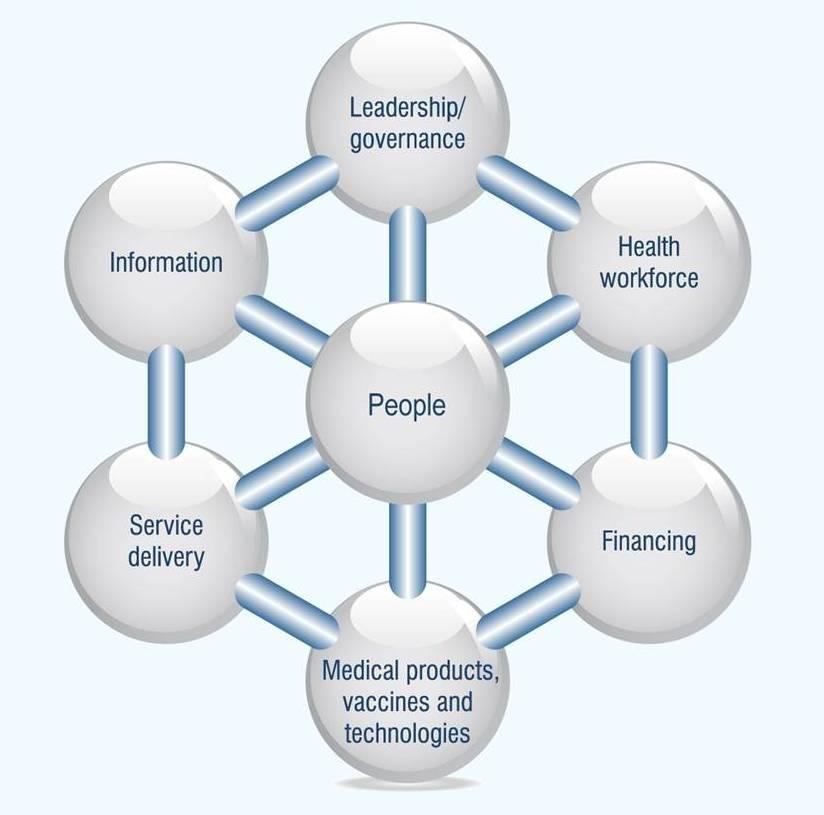 Leadership/
governance
Information
Health
workforce
People
Service
delivery
Financing
Medical products,
vaccines and
technologies